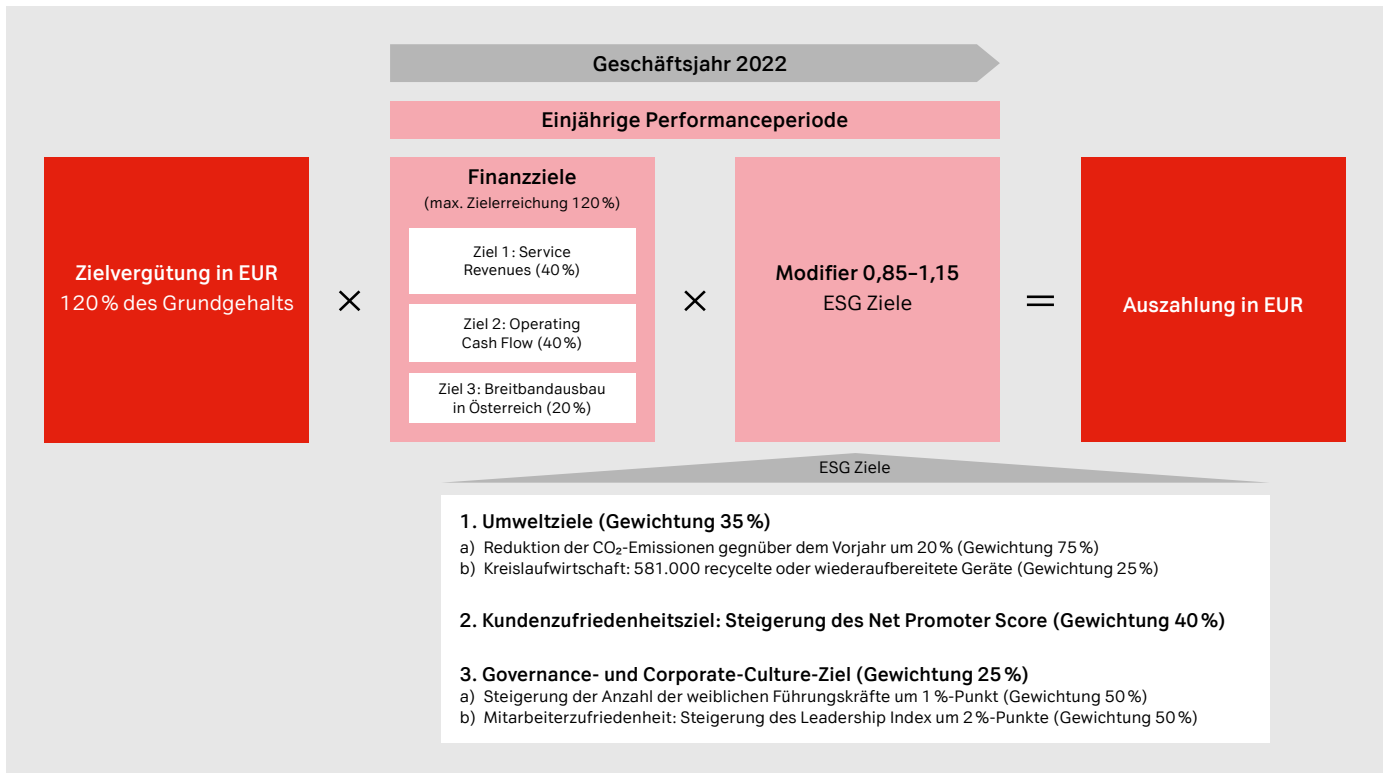 Geschäftsjahr 2022
Einjährige Performanceperiode
Zielvergütung in EUR
120 % des Grundgehalts
×
Finanzziele
(max. Zielerreichung 120 %)
Ziel 1: Service
Revenues (40 %)
Ziel 2: Operating
Cash Flow (40 %)
Ziel 3: Breitbandausbau
in Österreich (20 %)
×
Modifier 0,85–1,15
ESG Ziele
=
Auszahlung in EUR
ESG Ziele
1. Umweltziele (Gewichtung 35 %)
a) Reduktion der CO₂-Emissionen gegnüber dem Vorjahr um 20 % (Gewichtung 75 %)
b) Kreislaufwirtschaft: 581.000 recycelte oder wiederaufbereitete Geräte (Gewichtung 25 %)
2. Kundenzufriedenheitsziel: Steigerung des Net Promoter Score (Gewichtung 40 %)
3. Governance- und Corporate-Culture-Ziel (Gewichtung 25 %)
a) Steigerung der Anzahl der weiblichen Führungskräfte um 1 %-Punkt (Gewichtung 50 %)
b) Mitarbeiterzufriedenheit: Steigerung des Leadership Index um 2 %-Punkte (Gewichtung 50 %)